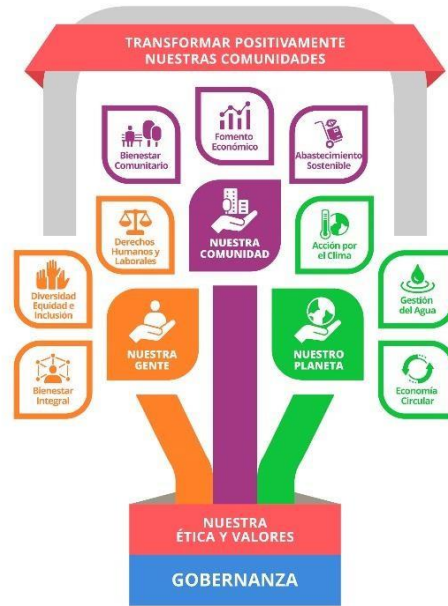 TRANSFORMAR POSITIVAMENTE
NUESTRAS COMUNIDADES
Fomento
Económico
Bienestar
Comunitario
Abastecimiento
Sostenible
Derechos
Humanos y
Laborales
NUESTRA
COMUNIDAD
Acción por
el Clima
Diversidad
Equidad e
Inclusión
Gestión
del Agua
NUESTRA
GENTE
NUESTRO
PLANETA
Bienestar
Integral
Economía
Circular
NUESTRA
ÉTICA Y VALORES
GOBERNANZA